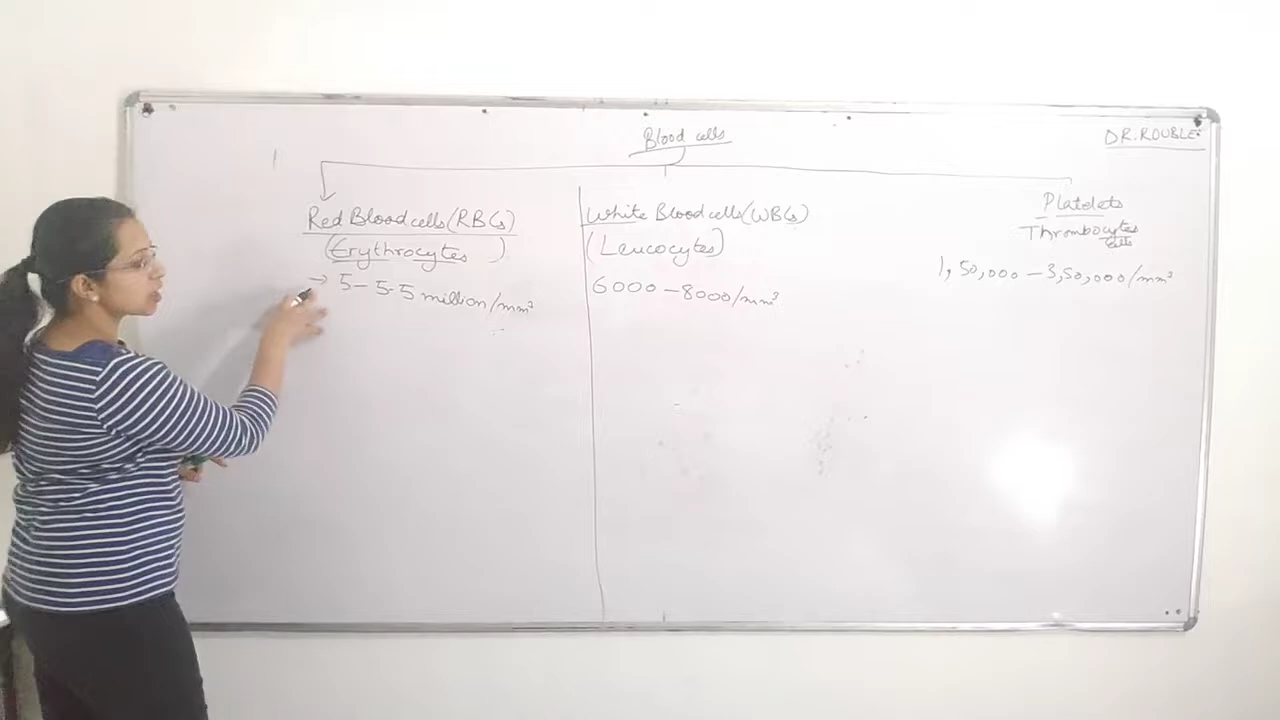 Blood cells
DR. ROUBLE
Red Blood cells (RBCs)
(Erythrocytes )
→ 5 - 5.5 million/mm³
White Blood cells (WBCs)
(Leucocytes)
6000 - 8000/mm³
Platelets
Thrombocytes
cells
1,50,000 - 3,50,000/mm³